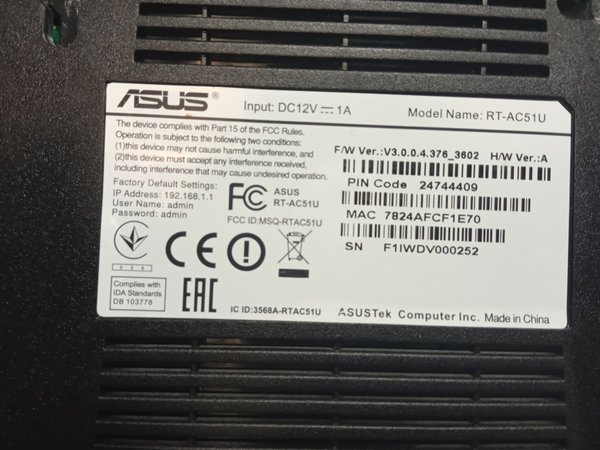 ASUS®
Input: DC12V ⎓ 1A
Model Name: RT-AC51U
The device complies with Part 15 of the FCC Rules.
Operation is subject to the following two conditions:
(1)this device may not cause harmful interference, and
(2)this device must accept any interference received,
including interference that may cause undesired operation.
Factory Default Settings:
IP Address: 192.168.1.1
User Name: admin
Password: admin
FC ASUS
RT-AC51U
FCC ID:MSQ-RTAC51U
F/W Ver.:V3.0.0.4.376_3602 H/W Ver.:A
PIN Code 24744409
MAC 7824AFCF1E70
SN F1IWDV000252
CE
Complies with
IDA Standards
DB 103778
EAC
IC ID:3568A-RTAC51U
ASUSTek Computer Inc. Made in China